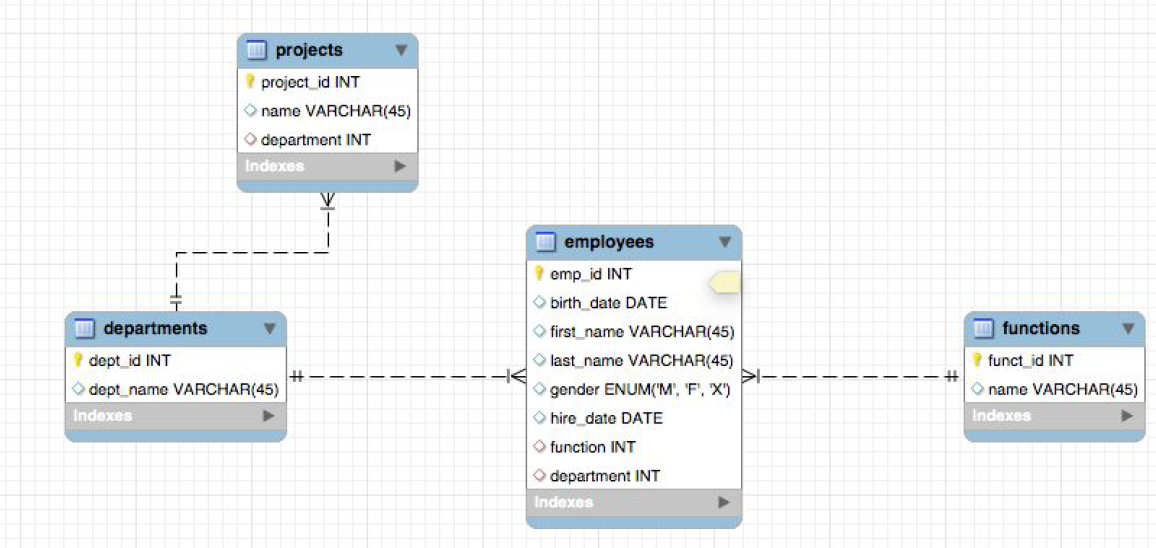 projects
project_id INT
name VARCHAR(45)
department INT
Indexes
departments
dept_id INT
dept_name VARCHAR(45)
Indexes
employees
emp_id INT
birth_date DATE
first_name VARCHAR(45)
last_name VARCHAR(45)
gender ENUM('M', 'F', 'X')
hire_date DATE
function INT
department INT
Indexes
functions
funct_id INT
name VARCHAR(45)
Indexes